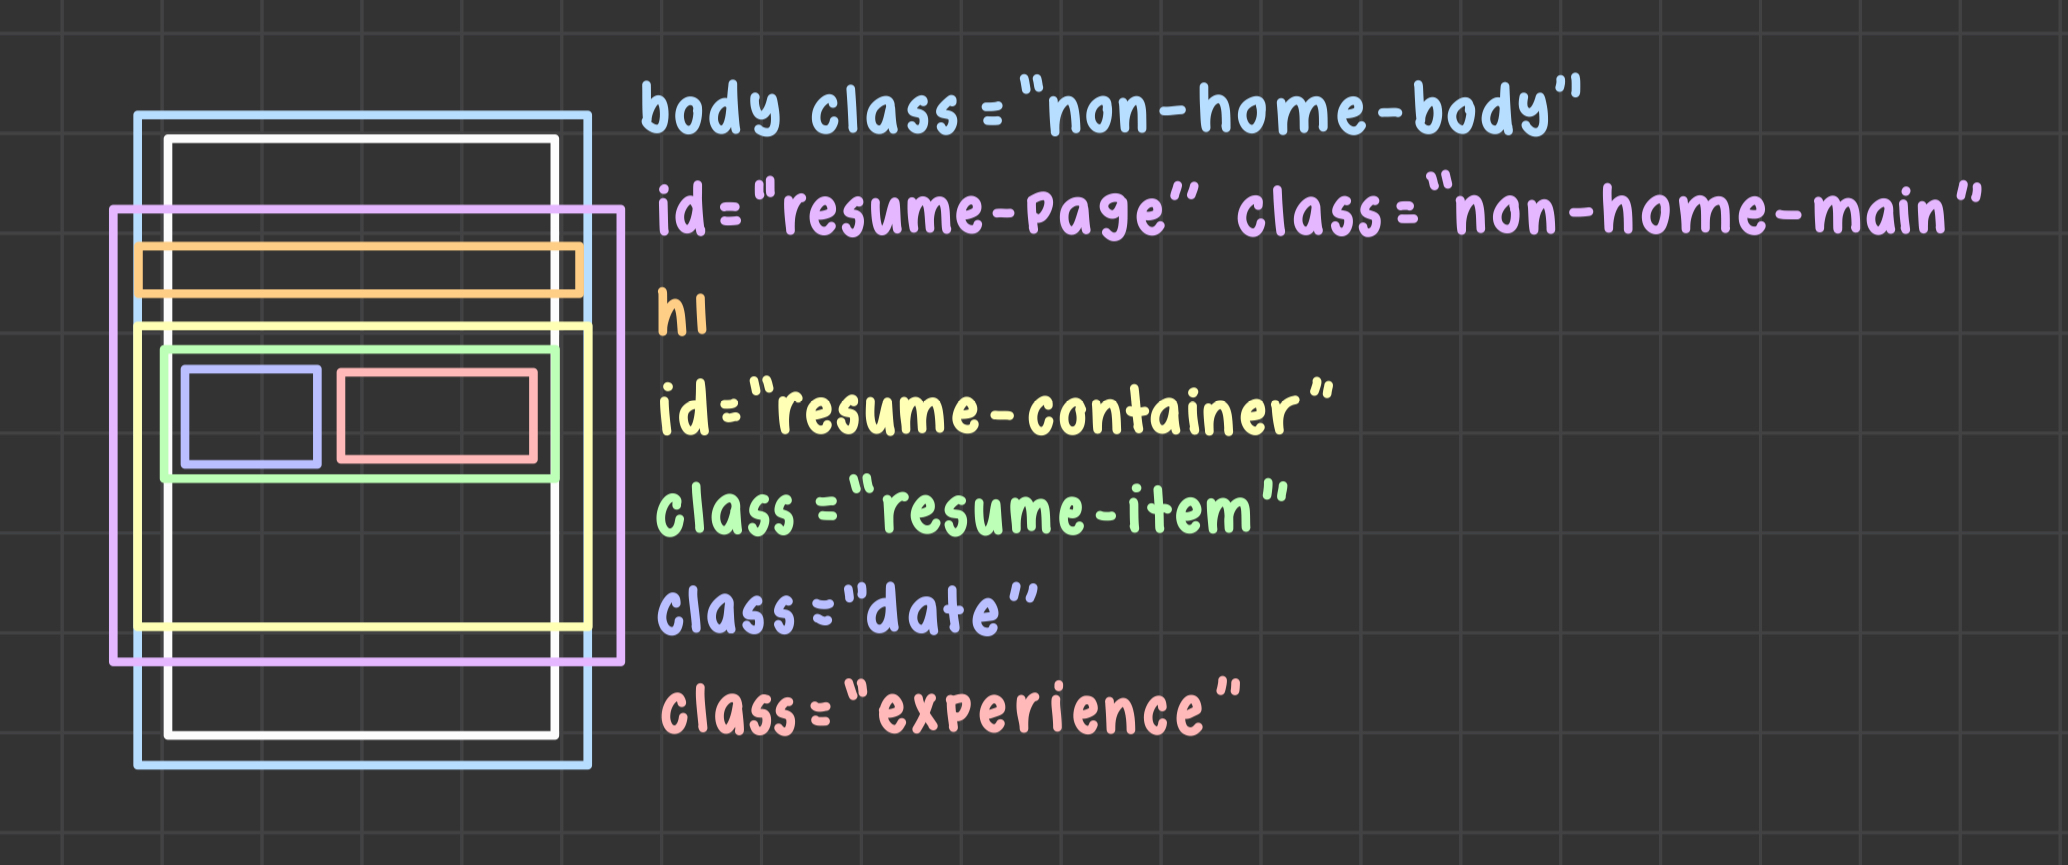 body class = "non-home-body"
id="resume-page" class="non-home-main"
h1
id="resume-container"
class = "resume-item"
class="date"
class="experience"